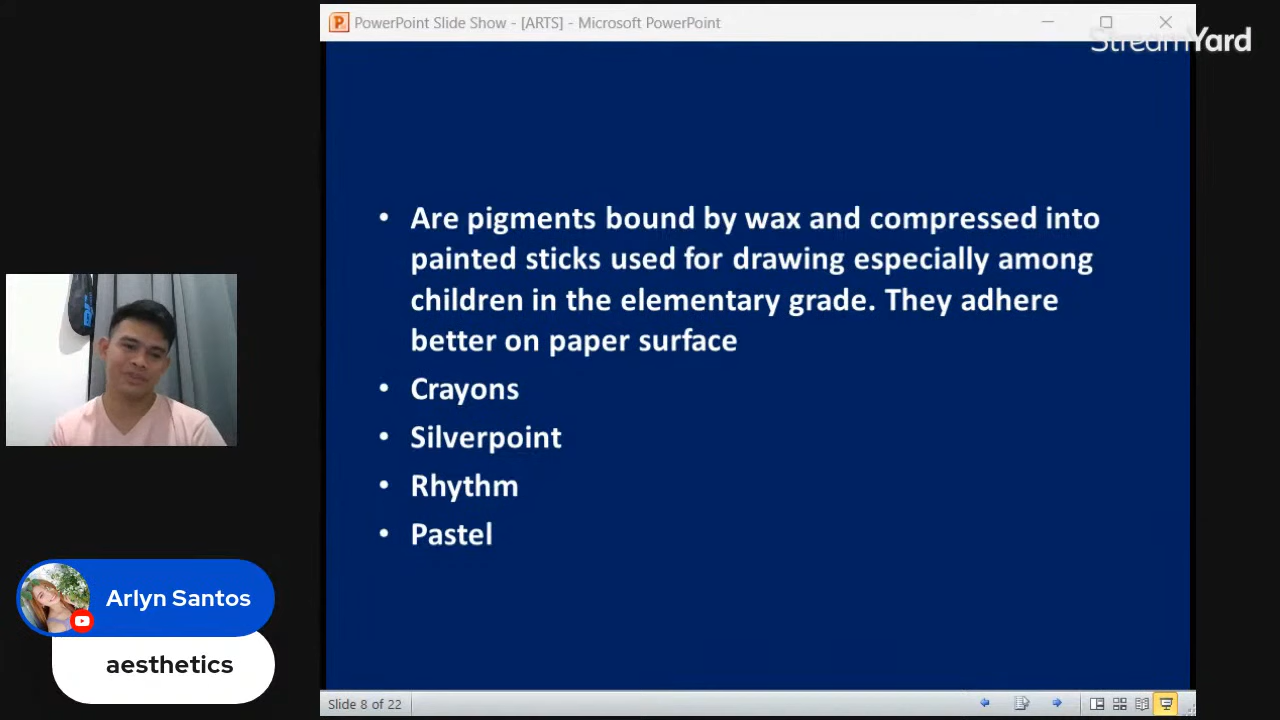 PowerPoint Slide Show - [ARTS] - Microsoft PowerPoint
StreamYard
• Are pigments bound by wax and compressed into
painted sticks used for drawing especially among
children in the elementary grade. They adhere
better on paper surface
• Crayons
• Silverpoint
• Rhythm
• Pastel
Arlyn Santos
aesthetics
Slide 8 of 22